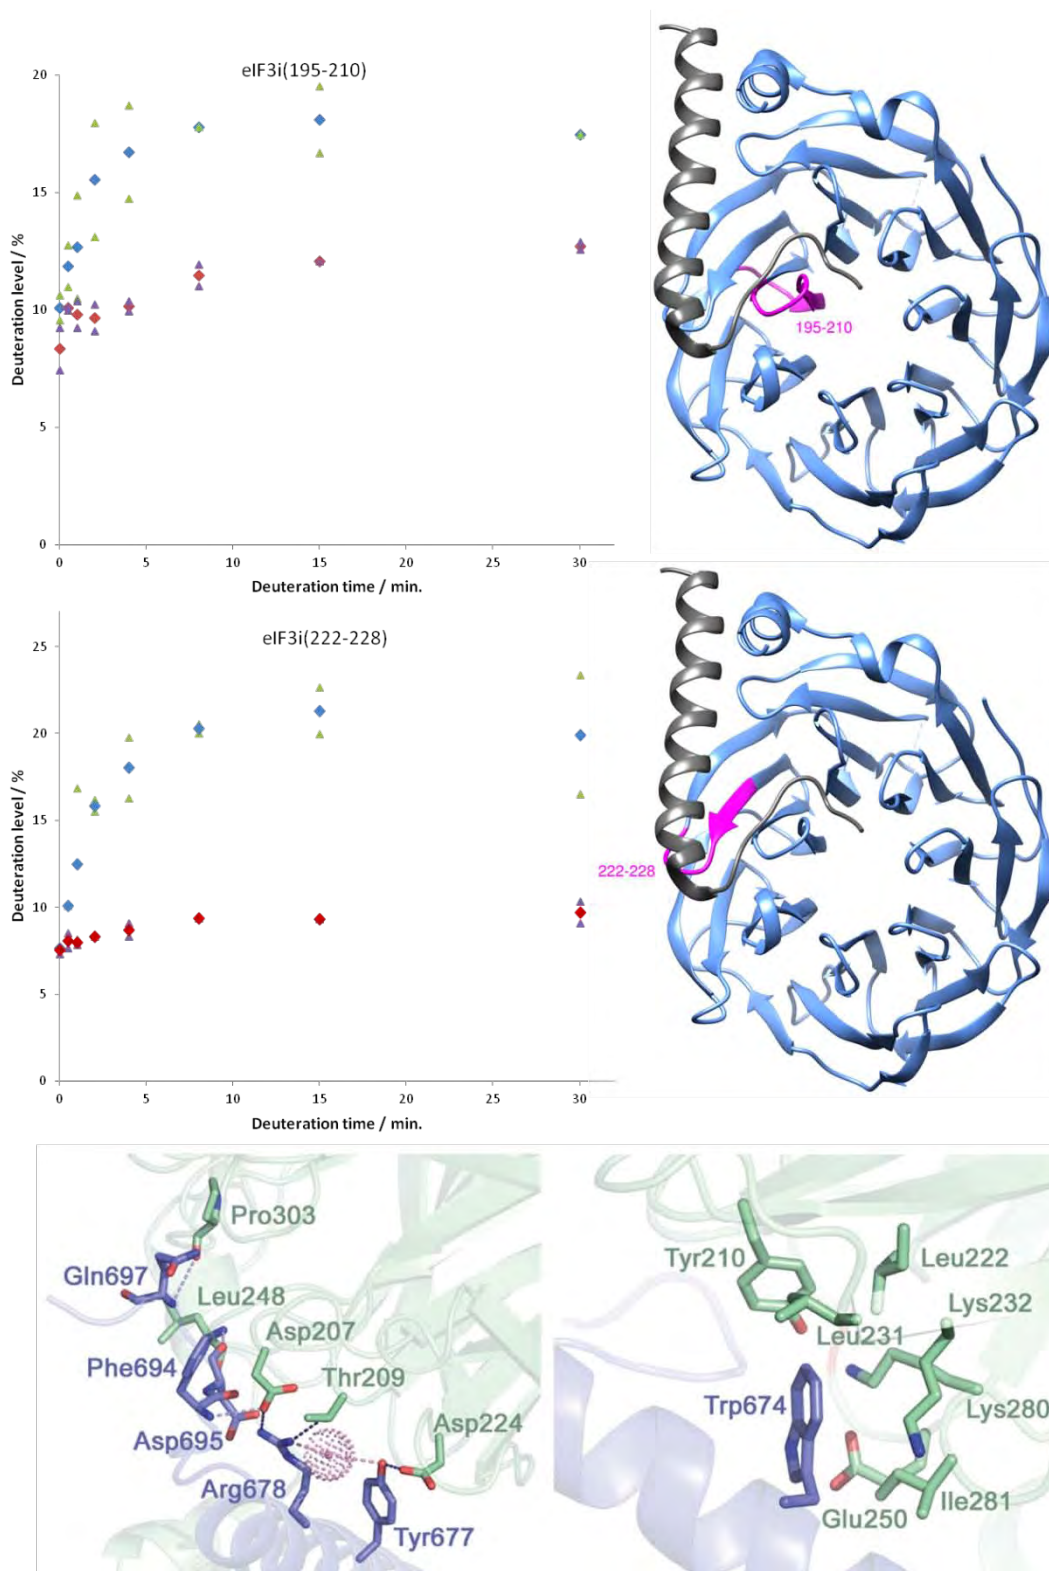 eIF3i(195-210)
20
15
10
5
0
Deuteration level / %
0 5 10 15 20 25 30
Deuteration time / min.
195-210
eIF3i(222-228)
25
20
15
10
5
0
Deuteration level / %
0 5 10 15 20 25 30
Deuteration time / min.
222-228
Pro303
Gln697
Leu248
Asp207
Phe694
Thr209
Asp224
Asp695
Arg678
Tyr677
Tyr210
Leu222
Lys232
Leu231
Trp674
Lys280
Glu250
Ile281